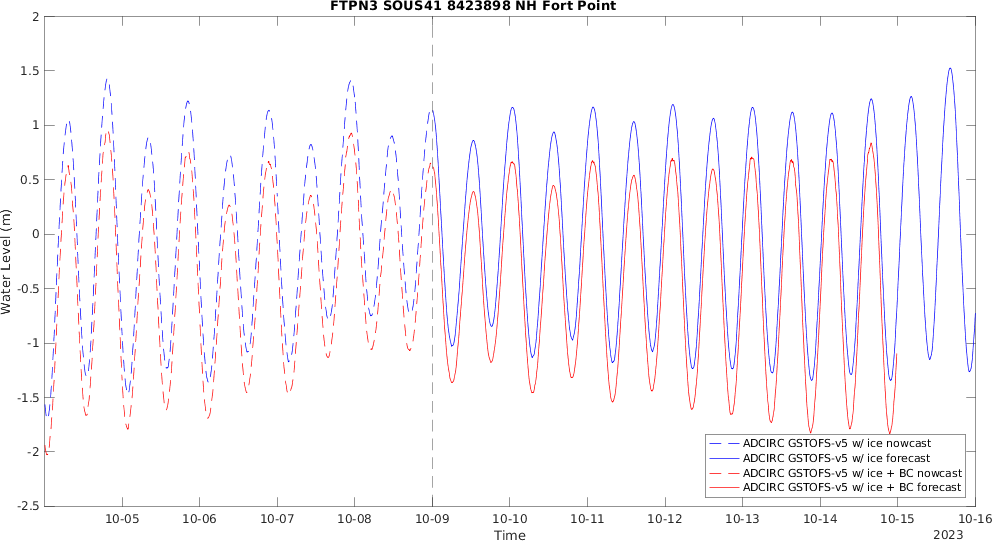 FTPN3 SOUS41 8423898 NH Fort Point
2
1.5
1
0.5
0
-0.5
-1
-1.5
-2
-2.5
Water Level (m)
ADCIRC GSTOFS-v5 w/ ice nowcast
ADCIRC GSTOFS-v5 w/ ice forecast
ADCIRC GSTOFS-v5 w/ ice + BC nowcast
ADCIRC GSTOFS-v5 w/ ice + BC forecast
10-05 10-06 10-07 10-08 10-09 10-10 10-11 10-12 10-13 10-14 10-15 10-16
Time
2023